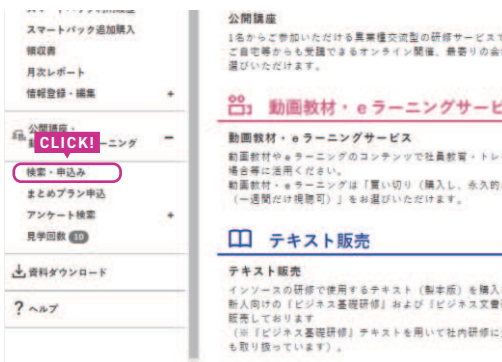 スマートパック追加購入
領収書
月次レポート
情報登録・編集 +
公開講座・
ーニング −
CLICK!
検索・申込み
まとめプラン申込
アンケート検索 +
見学回数 10
資料ダウンロード
? ヘルプ
公開講座
1名からご参加いただける異業種交流型の研修サービスで
ご自宅等からも受講できるオンライン開催、最寄りの会
選びいただけます。
動画教材・eラーニングサービ
動画教材・eラーニングサービス
動画教材やeラーニングのコンテンツで社員教育・トレ
場合等に活用ください。
動画教材・eラーニングは「買い切り（購入し、永久的
（一週間だけ視聴可）」をお選びいただけます。
テキスト販売
テキスト販売
インソースの研修で使用するテキスト（製本版）を購入
新人向けの『ビジネス基礎研修』および『ビジネス文書
販売しております
（※『ビジネス基礎研修』テキストを用いて社内研修に
も取り扱っています）。